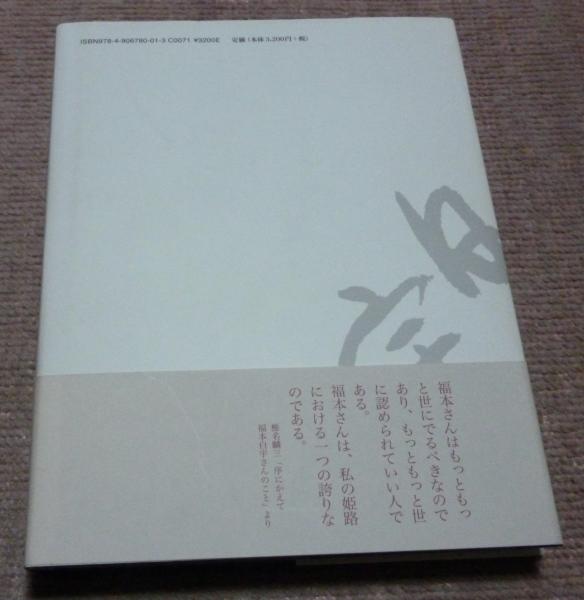 ISBN978-4-906780-01-3 C0071 ¥3200E 定価(本体3,200円+税)
福本さんはもっともっ
と世にでるべきなので
あり、もっともっと世
に認められていい人で
ある。
福本さんは、私の姫路
における一つの誇りな
のである。
椎名麟三「序にかえて
福本白宇さんのこと」より